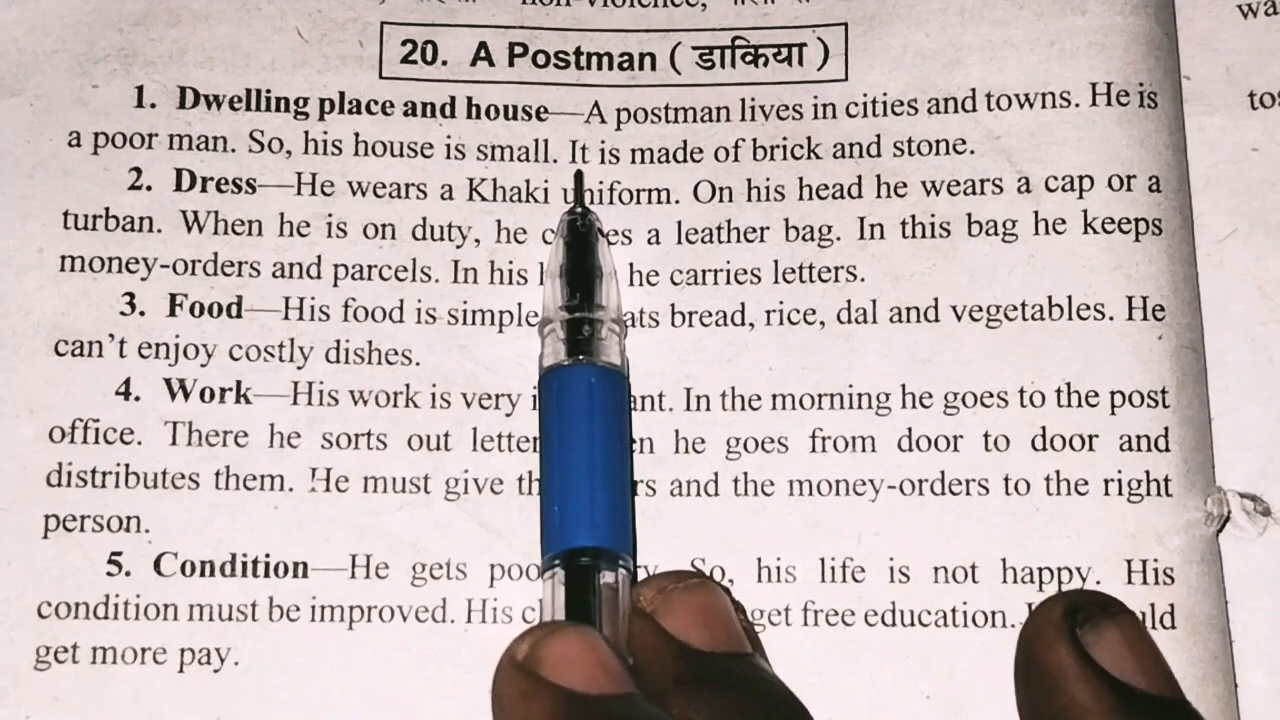 non-violence,
wa
20. A Postman ( डाकिया )
1. Dwelling place and house—A postman lives in cities and towns. He is
to
a poor man. So, his house is small. It is made of brick and stone.
2. Dress—He wears a Khaki uniform. On his head he wears a cap or a
turban. When he is on duty, he a leather bag. In this bag he keeps
money-orders and parcels. In his he carries letters.
3. Food—His food is simple bread, rice, dal and vegetables. He
can't enjoy costly dishes.
4. Work—His work is very In the morning he goes to the post
office. There he sorts out he goes from door to door and
distributes them. He must give and the money-orders to the right
person.
5. Condition—He gets So, his life is not happy. His
condition must be improved. His get free education.
get more pay.